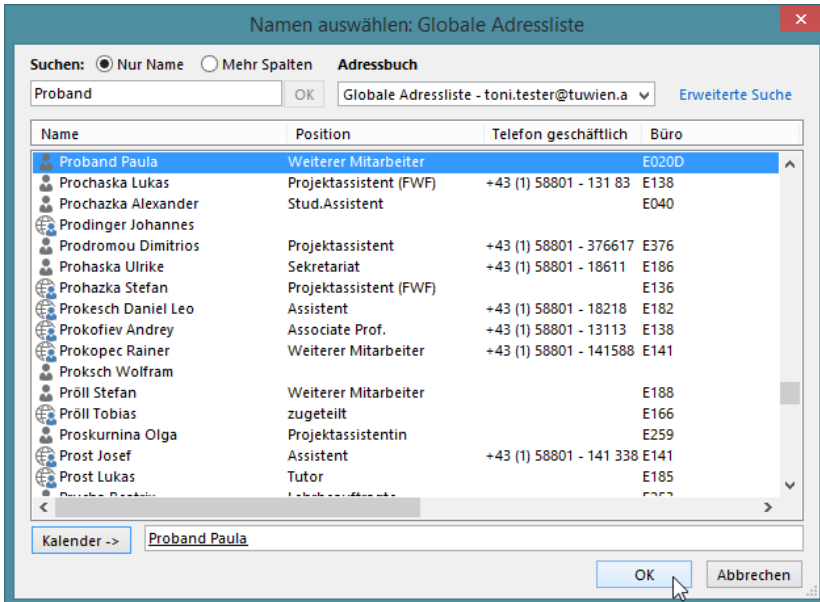 Namen auswählen: Globale Adressliste
Suchen: Nur Name Mehr Spalten Adressbuch
Proband OK Globale Adressliste - toni.tester@tuwien.a Erweiterte Suche
Name Position Telefon geschäftlich Büro
Proband Paula Weiterer Mitarbeiter E020D
Prochaska Lukas Projektassistent (FWF) +43 (1) 58801 - 131 83 E138
Prochazka Alexander Stud.Assistent E040
Prodinger Johannes
Prodromou Dimitrios Projektassistent +43 (1) 58801 - 376617 E376
Prohaska Ulrike Sekretariat +43 (1) 58801 - 18611 E186
Prohazka Stefan Projektassistent (FWF) E136
Prokesch Daniel Leo Assistent +43 (1) 58801 - 18218 E182
Prokofiev Andrey Associate Prof. +43 (1) 58801 - 13113 E138
Prokopec Rainer Weiterer Mitarbeiter +43 (1) 58801 - 141588 E141
Proksch Wolfram
Pröll Stefan Weiterer Mitarbeiter E188
Pröll Tobias zugeteilt E166
Proskurnina Olga Projektassistentin E259
Prost Josef Assistent +43 (1) 58801 - 141 338 E141
Prost Lukas Tutor E185
Kalender -> Proband Paula
OK Abbrechen